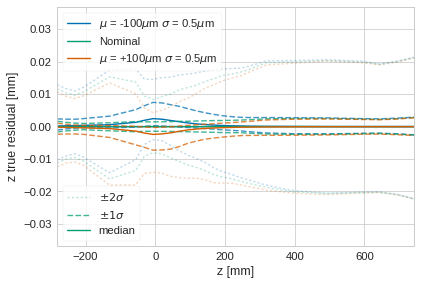 0.03
0.02
0.01
0.00
−0.01
−0.02
−0.03
z true residual [mm]
μ = -100μm σ = 0.5μm
Nominal
μ = +100μm σ = 0.5μm
±2σ
±1σ
median
−200 0 200 400 600
z [mm]